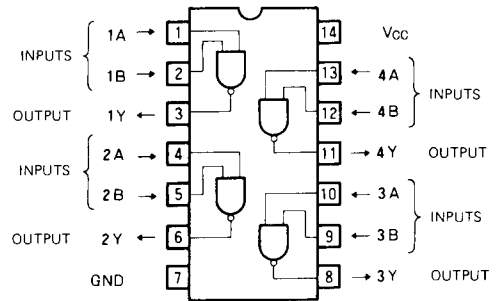 1A 1 14 VCC
INPUTS
1B 2 13 4A
INPUTS
OUTPUT 1Y 3 12 4B
2A 4 11 4Y OUTPUT
INPUTS
2B 5 10 3A
INPUTS
OUTPUT 2Y 6 9 3B
GND 7 8 3Y OUTPUT